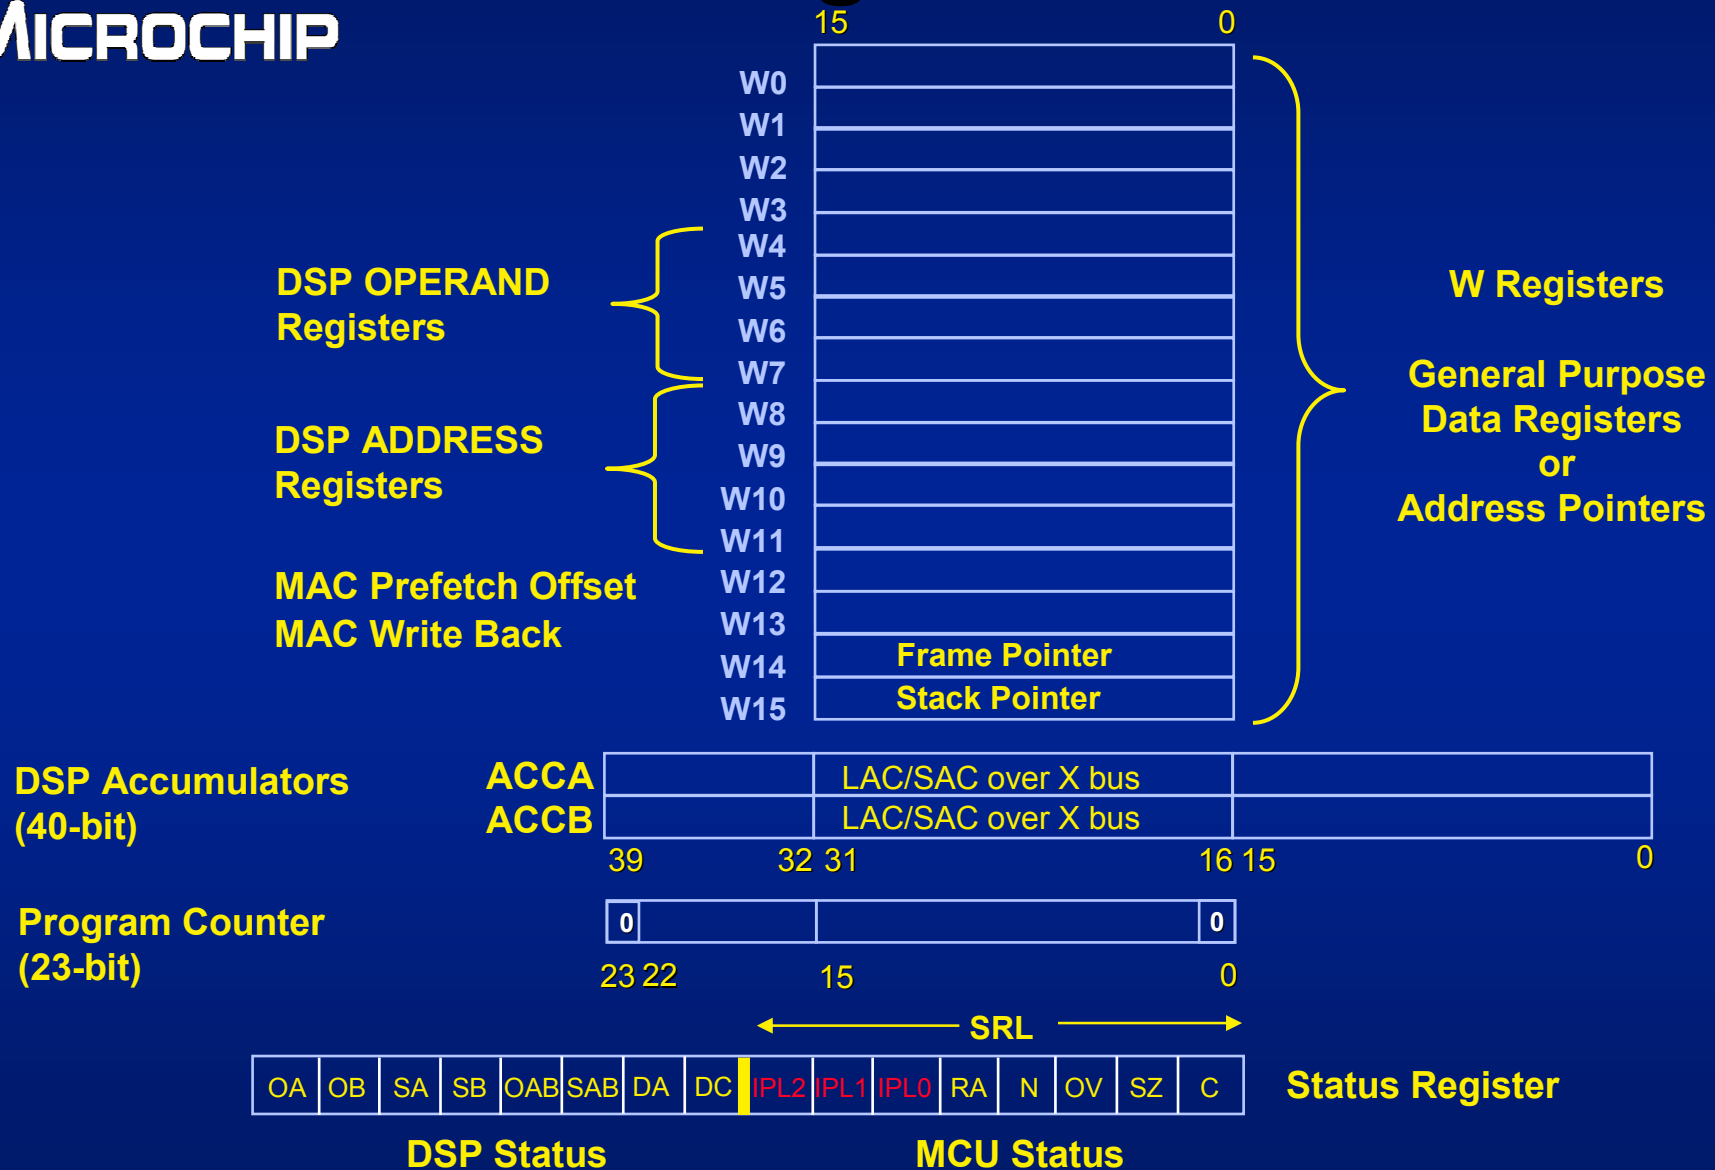 MICROCHIP
15 0
W0
W1
W2
W3
W4
W5
W6
W7
W8
W9
W10
W11
W12
W13
W14
W15
DSP OPERAND
Registers
DSP ADDRESS
Registers
MAC Prefetch Offset
MAC Write Back
Frame Pointer
Stack Pointer
W Registers
General Purpose
Data Registers
or
Address Pointers
DSP Accumulators
(40-bit)
ACCA LAC/SAC over X bus
ACCB LAC/SAC over X bus
39 32 31 16 15 0
Program Counter
(23-bit)
0 0
23 22 15 0
SRL
OA OB SA SB OAB SAB DA DC IPL2 IPL1 IPL0 RA N OV SZ C
Status Register
DSP Status MCU Status